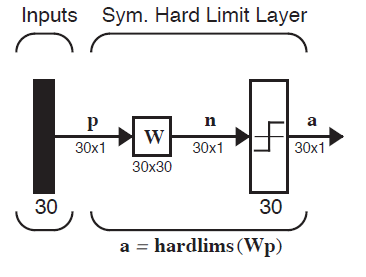 Inputs Sym. Hard Limit Layer
p n a
W
30x1 30x1 30x1
30x30
30 30
a = hardlims(Wp)